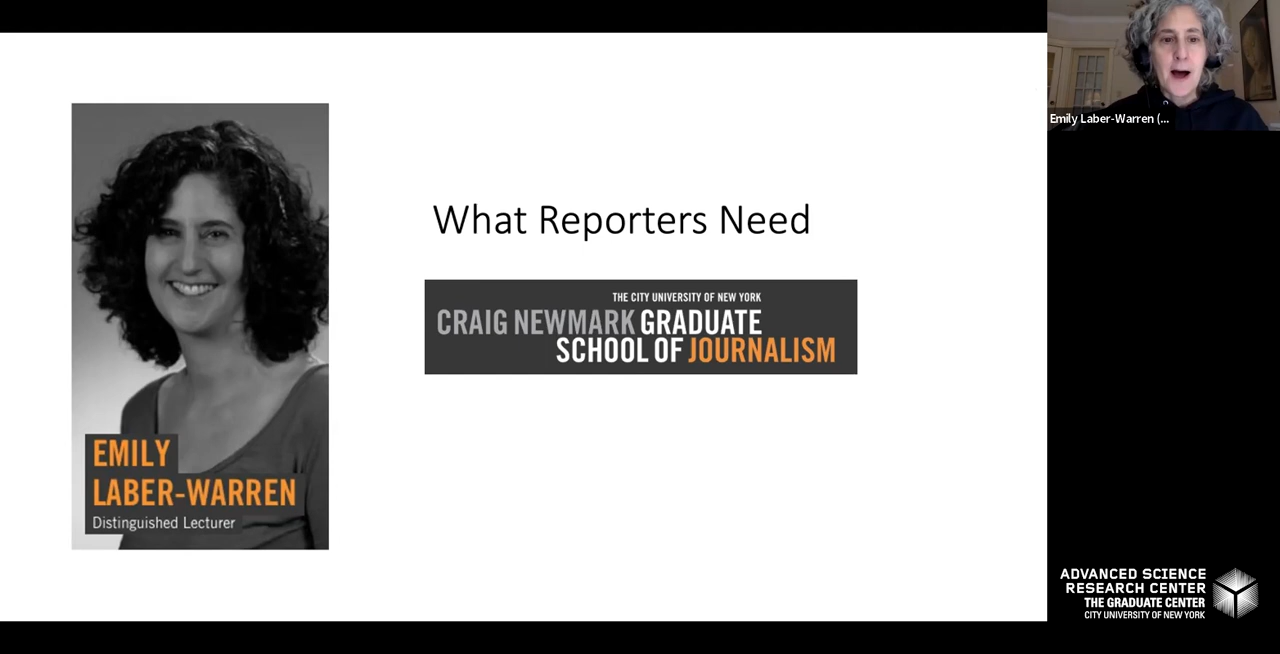 What Reporters Need
THE CITY UNIVERSITY OF NEW YORK
CRAIG NEWMARK GRADUATE
SCHOOL OF JOURNALISM
EMILY
LABER-WARREN
Distinguished Lecturer
Emily Laber-Warren (...
ADVANCED SCIENCE
RESEARCH CENTER
THE GRADUATE CENTER
CITY UNIVERSITY OF NEW YORK